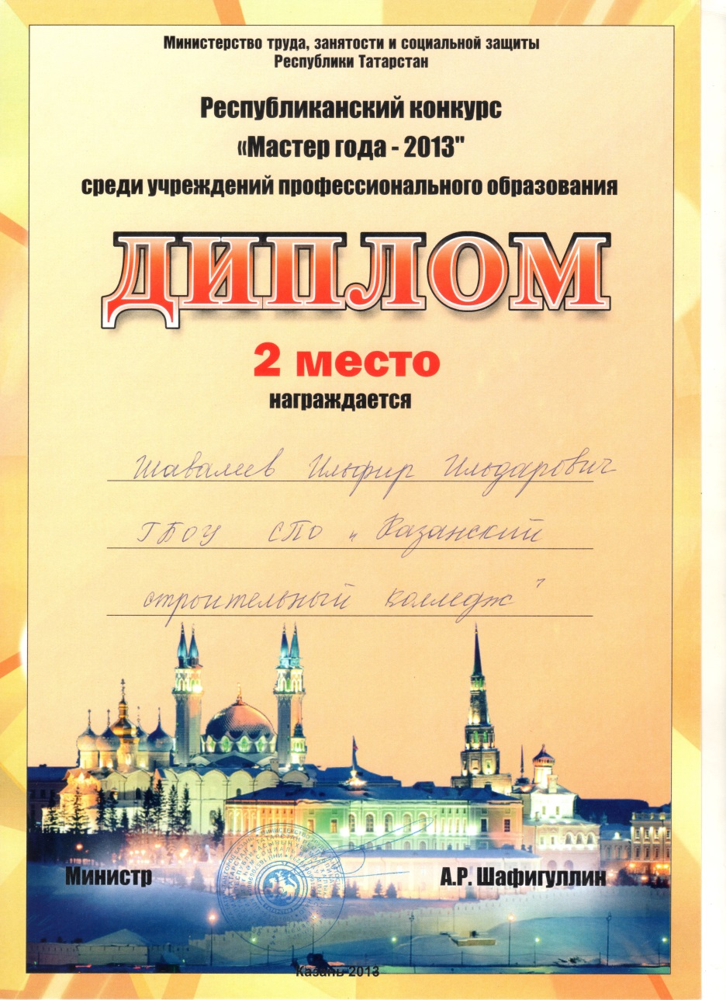 Министерство труда, занятости и социальной защиты
Республики Татарстан
Республиканский конкурс
«Мастер года - 2013"
среди учреждений профессионального образования
ДИПЛОМ
2 место
награждается
Шавалеев Ильфир Ильдарович
ГБОУ СПО "Казанский
строительный колледж"
Министр
А.Р. Шафигуллин
Казань 2013